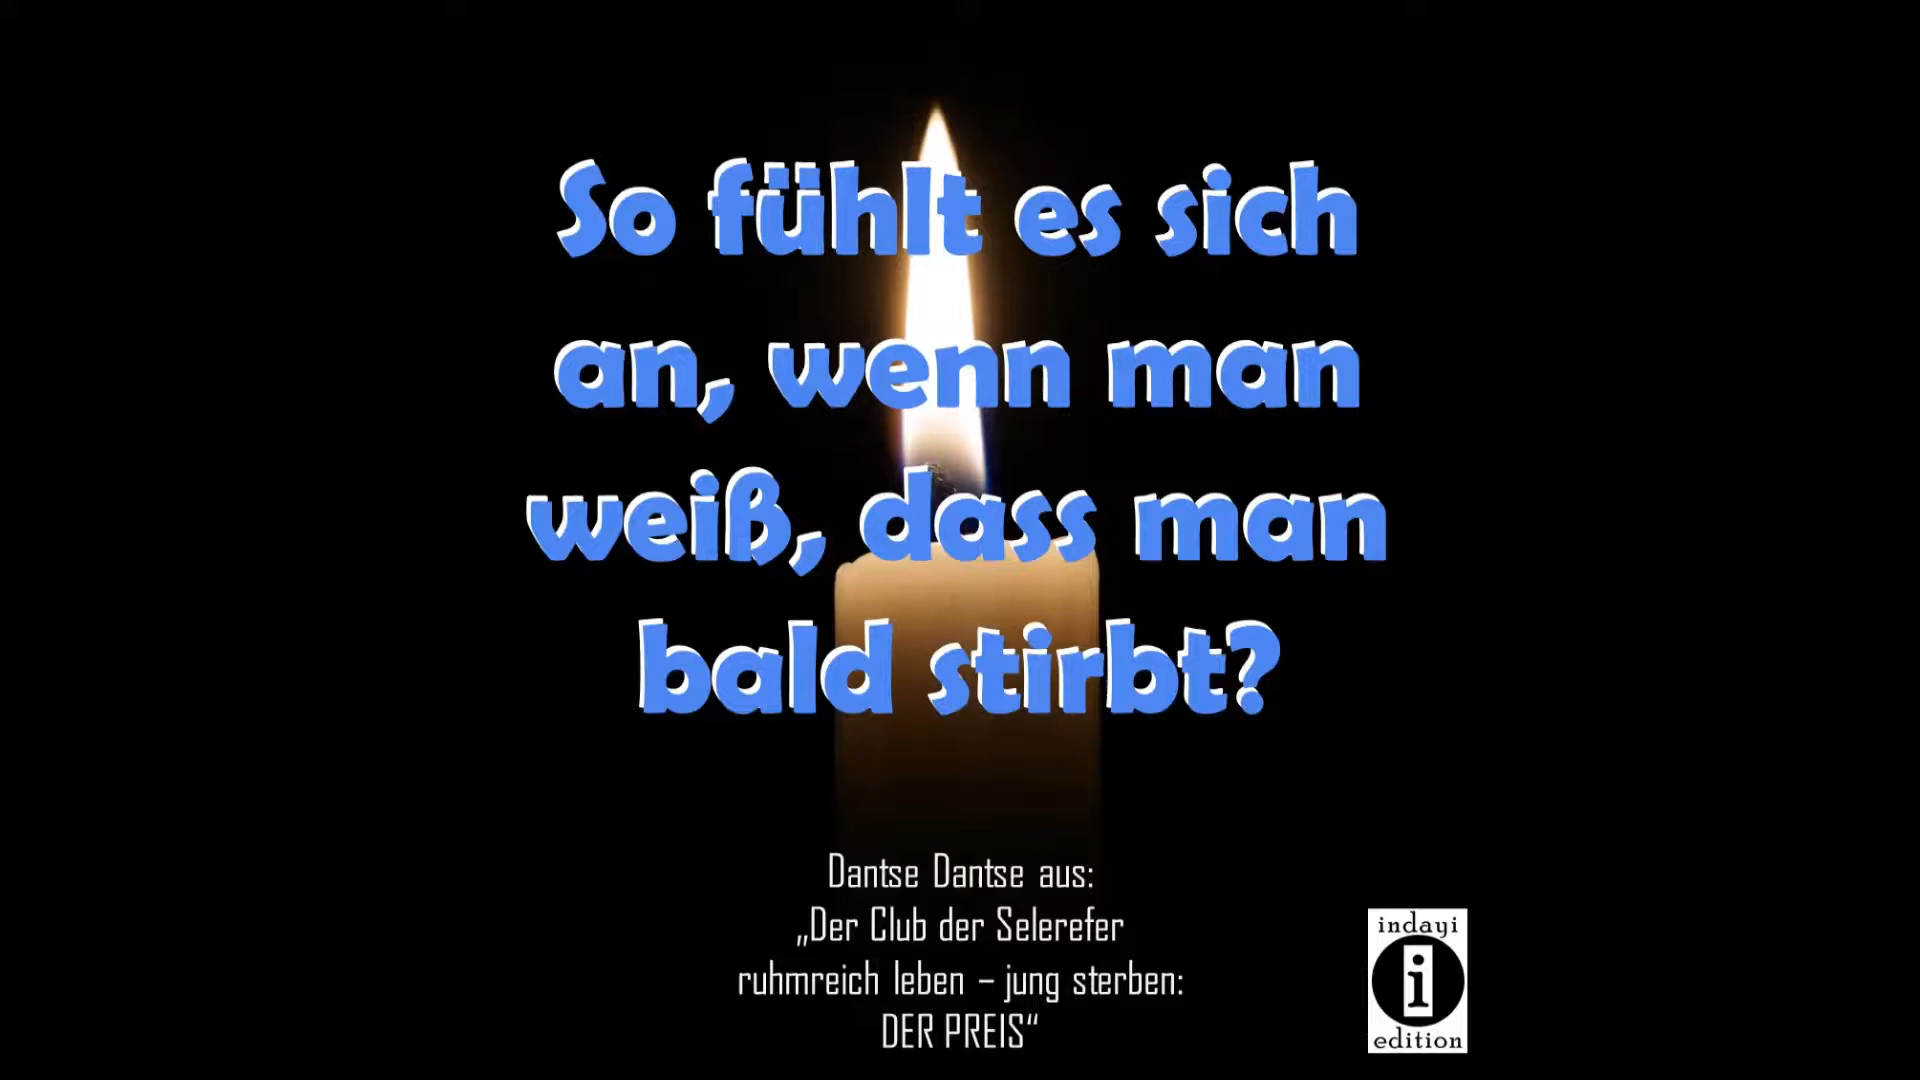 So fühlt es sich
an, wenn man
weiß, dass man
bald stirbt?
Dantse Dantse aus:
„Der Club der Selerefer
ruhmreich leben – jung sterben:
DER PREIS“
indayi
i
edition